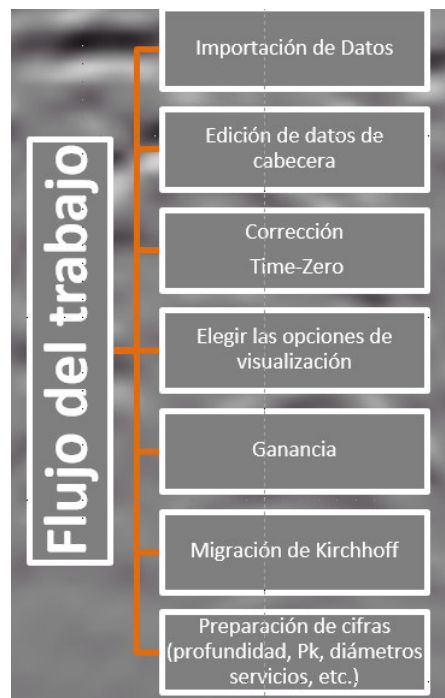 Flujo del trabajo
Importación de Datos
Edición de datos de
cabecera
Corrección
Time-Zero
Elegir las opciones de
visualización
Ganancia
Migración de Kirchhoff
Preparación de cifras
(profundidad, Pk, diámetros
servicios, etc.)